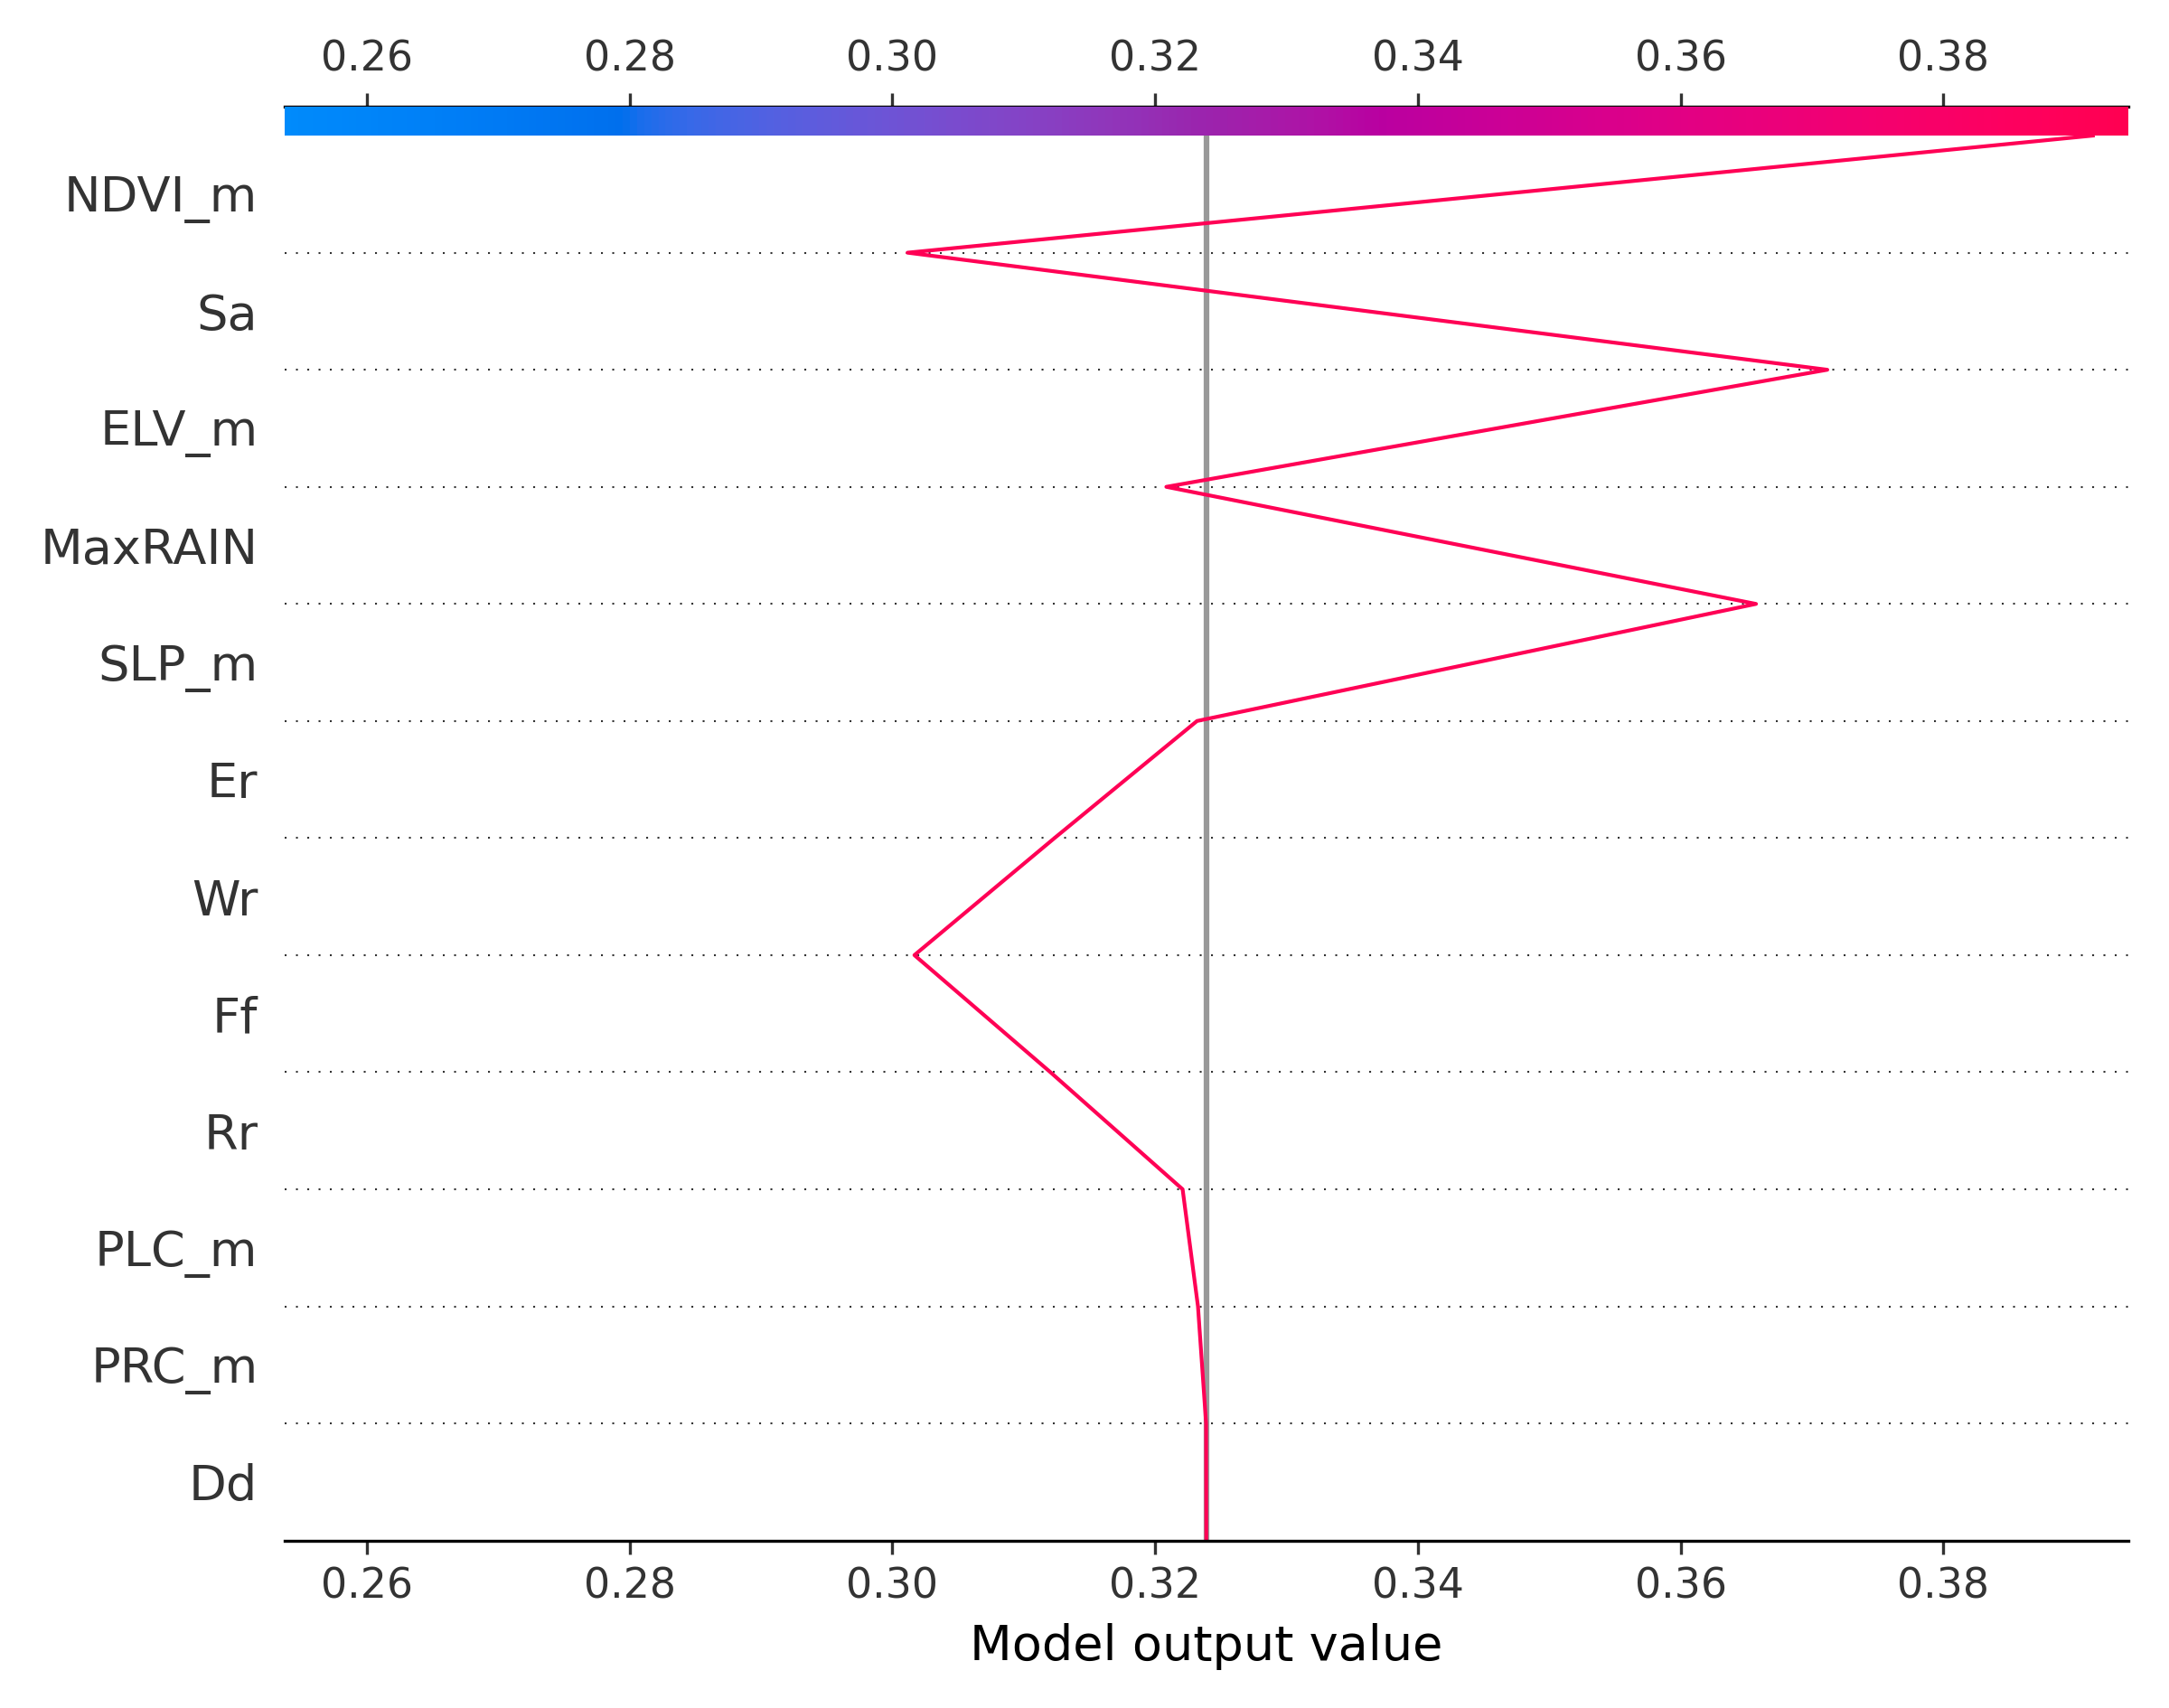 0.26 0.28 0.30 0.32 0.34 0.36 0.38
NDVI_m
Sa
ELV_m
MaxRAIN
SLP_m
Er
Wr
Ff
Rr
PLC_m
PRC_m
Dd
0.26 0.28 0.30 0.32 0.34 0.36 0.38
Model output value